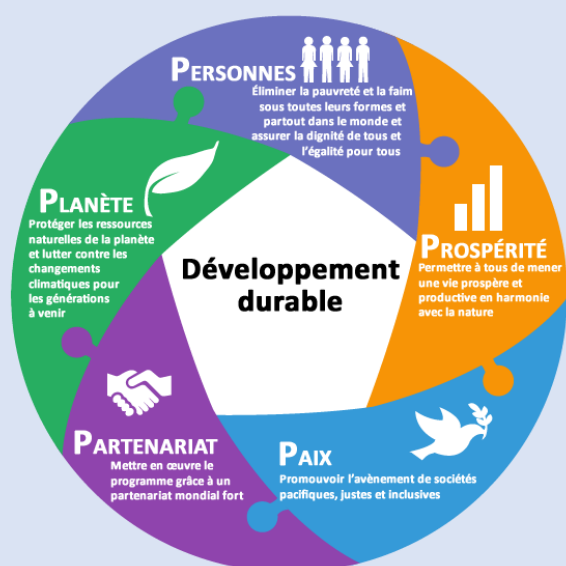 PERSONNES
Éliminer la pauvreté et la faim
sous toutes leurs formes et
partout dans le monde et
assurer la dignité de tous et
l'égalité pour tous
PROSPÉRITÉ
Permettre à tous de mener
une vie prospère et
productive en harmonie
avec la nature
PAIX
Promouvoir l'avènement de sociétés
pacifiques, justes et inclusives
PARTENARIAT
Mettre en œuvre le
programme grâce à un
partenariat mondial fort
PLANÈTE
Protéger les ressources
naturelles de la planète
et lutter contre les
changements
climatiques pour
les générations
à venir
Développement
durable